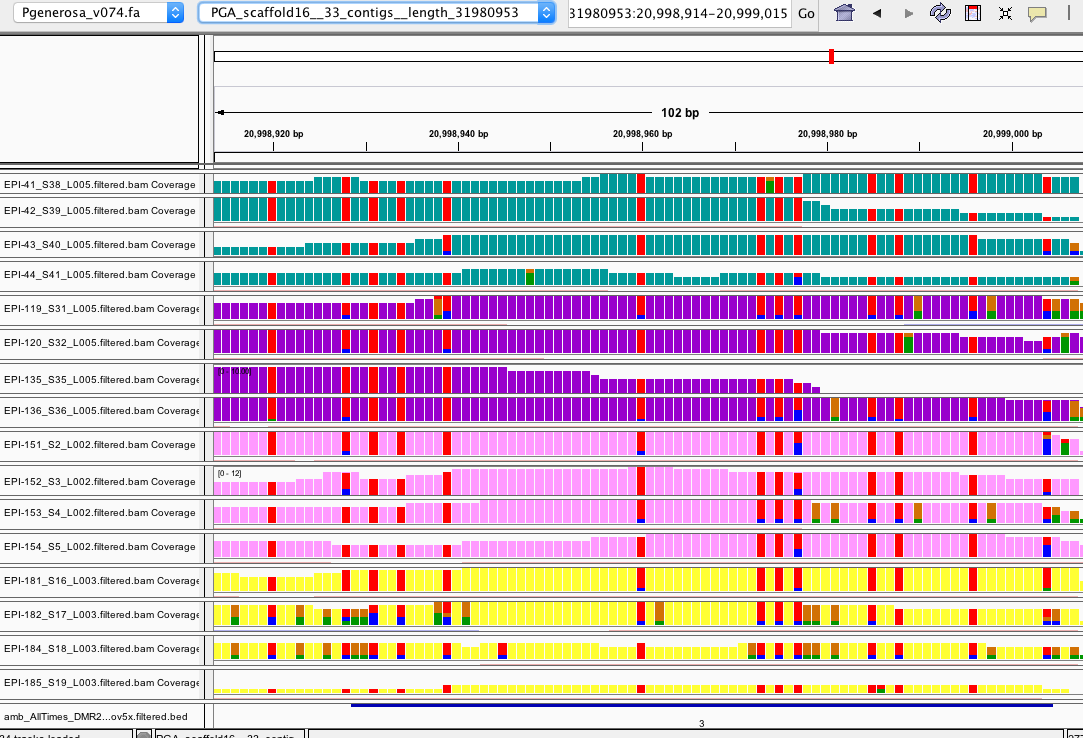 Pgenerosa_v074.fa PGA_scaffold16__33_contigs__length_31980953 31980953:20,998,914-20,999,015 Go
102 bp
20,998,920 bp 20,998,940 bp 20,998,960 bp 20,998,980 bp 20,999,000 bp
EPI-41_S38_L005.filtered.bam Coverage
EPI-42_S39_L005.filtered.bam Coverage
EPI-43_S40_L005.filtered.bam Coverage
EPI-44_S41_L005.filtered.bam Coverage
EPI-119_S31_L005.filtered.bam Coverage
EPI-120_S32_L005.filtered.bam Coverage
EPI-135_S35_L005.filtered.bam Coverage
EPI-136_S36_L005.filtered.bam Coverage
EPI-151_S2_L002.filtered.bam Coverage
EPI-152_S3_L002.filtered.bam Coverage [0 - 12]
EPI-153_S4_L002.filtered.bam Coverage
EPI-154_S5_L002.filtered.bam Coverage
EPI-181_S16_L003.filtered.bam Coverage
EPI-182_S17_L003.filtered.bam Coverage
EPI-184_S18_L003.filtered.bam Coverage
EPI-185_S19_L003.filtered.bam Coverage
amb_AllTimes_DMR2...ov5x.filtered.bed
3